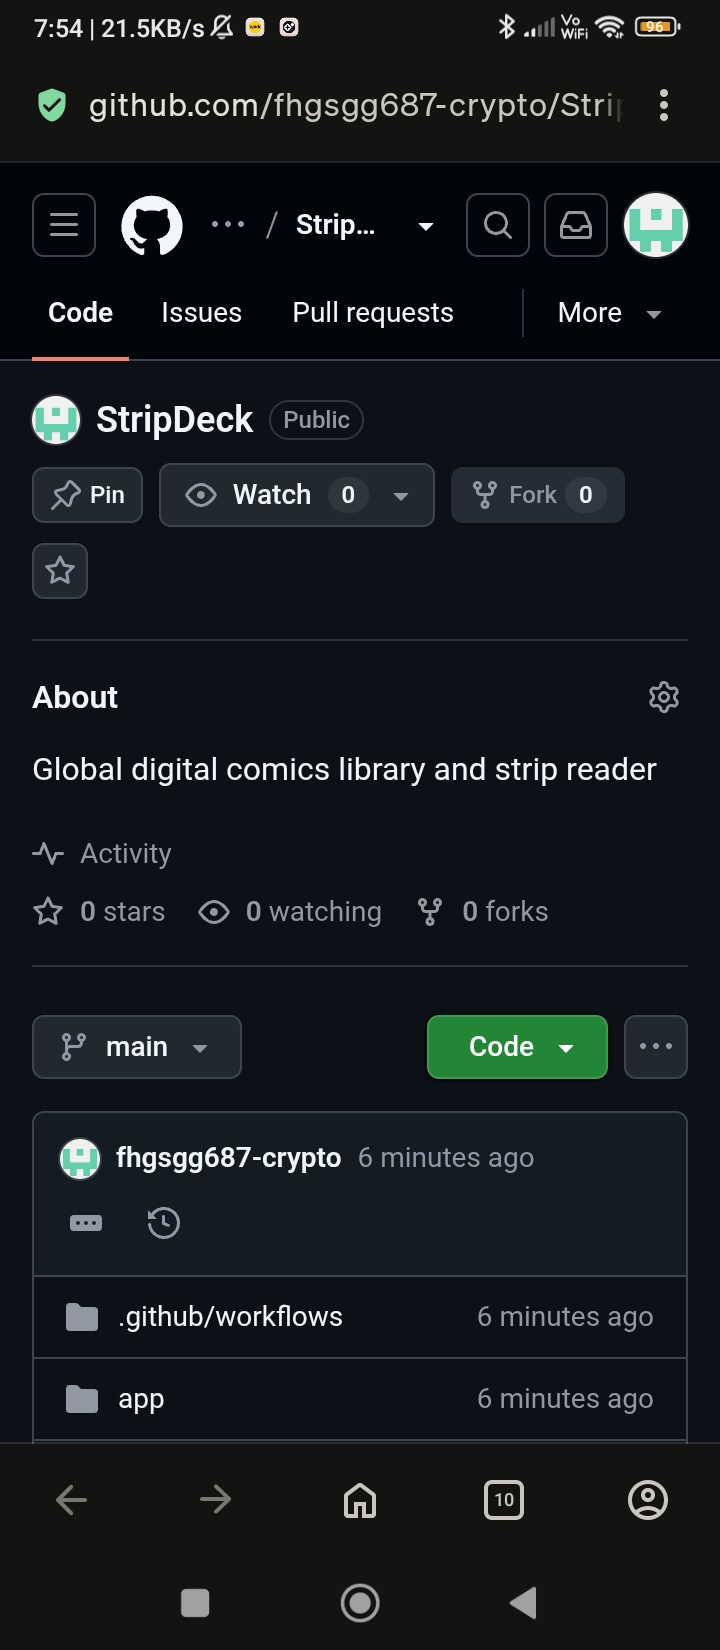 7:54 | 21.5KB/s Vo WiFi 96
github.com/fhgsgg687-crypto/Strip
... / Strip...
Code Issues Pull requests More
StripDeck Public
Pin Watch 0 Fork 0
About
Global digital comics library and strip reader
Activity
0 stars 0 watching 0 forks
main Code ...
fhgsgg687-crypto 6 minutes ago
.github/workflows 6 minutes ago
app 6 minutes ago
10